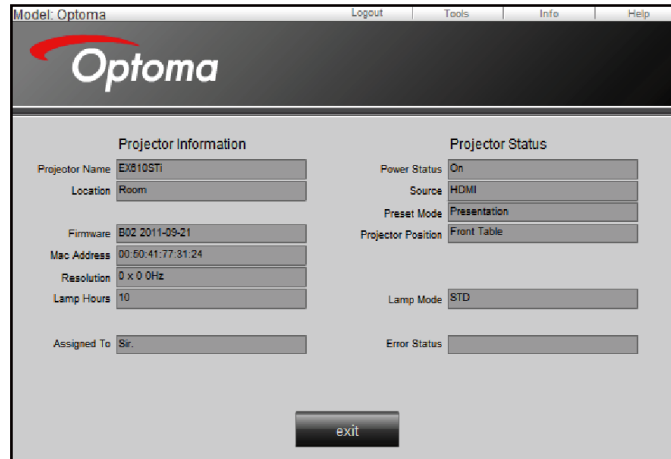 Model: Optoma Logout Tools Info Help
Optoma
Projector Information Projector Status
Projector Name EX610STi Power Status On
Location Room Source HDMI
Preset Mode Presentation
Firmware B02 2011-09-21 Projector Position Front Table
Mac Address 00:50:41:77:31:24
Resolution 0 x 0 0Hz
Lamp Hours 10 Lamp Mode STD
Assigned To Sir. Error Status
exit